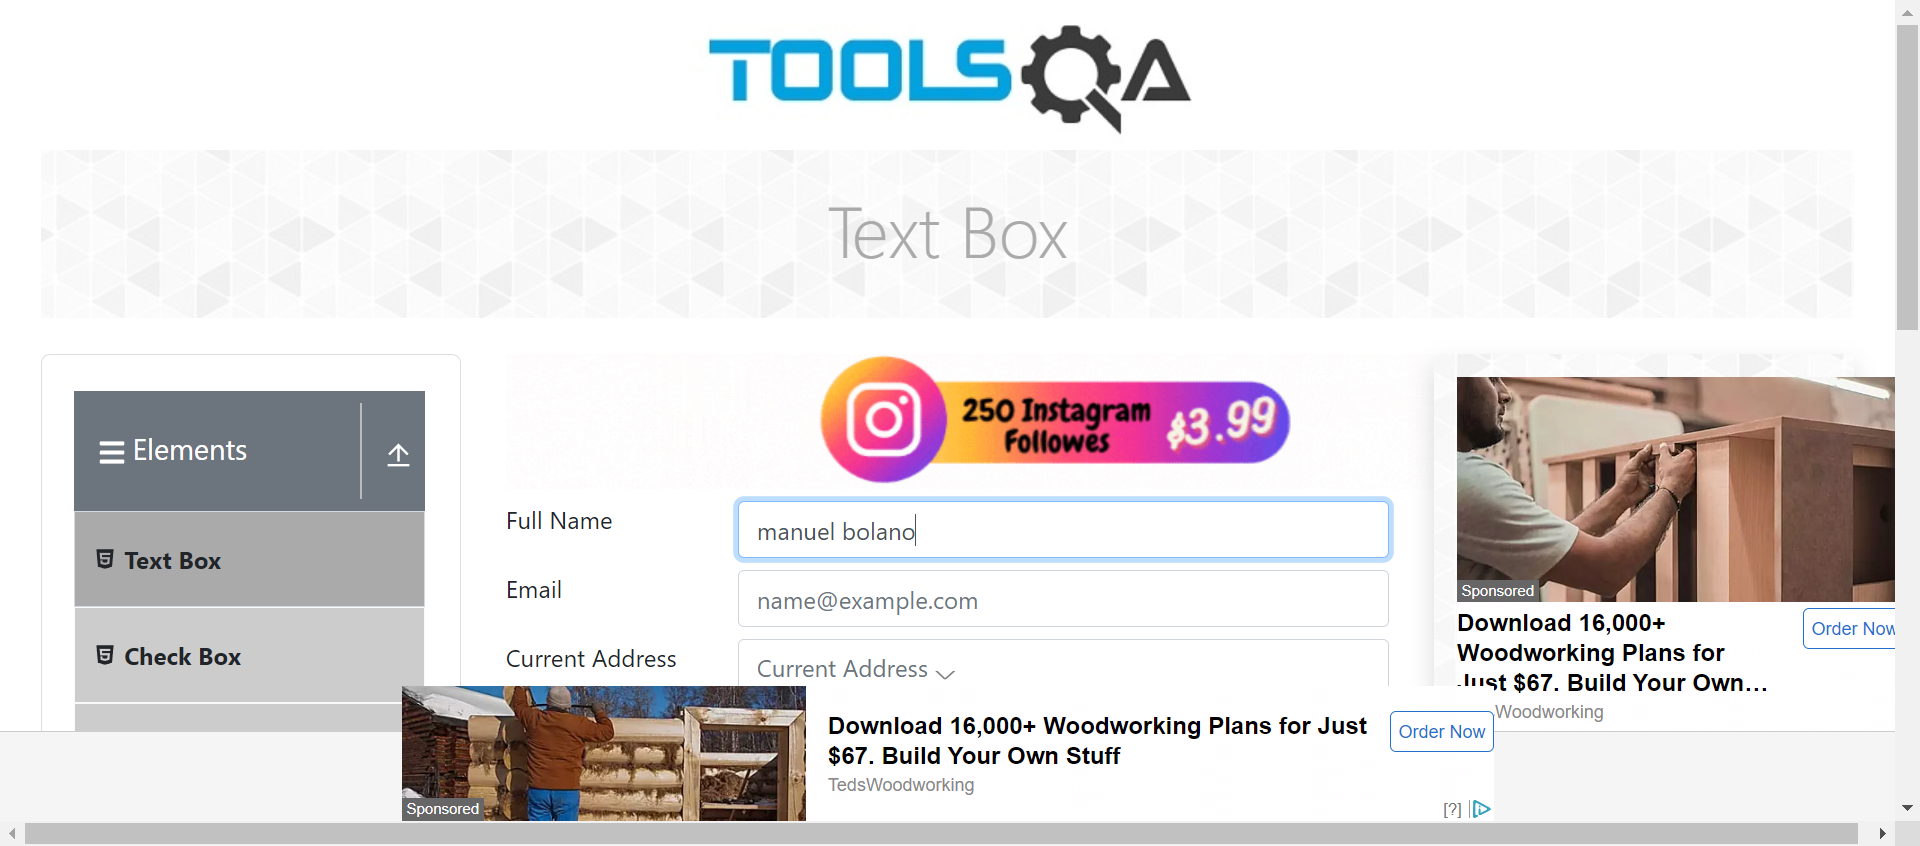 TOOLSQA
Text Box
Elements
Text Box
Check Box
250 Instagram
Followes
$3.99
Full Name
manuel bolano
Email
name@example.com
Current Address
Current Address
Sponsored
Download 16,000+
Woodworking Plans for
Just $67. Build Your Own...
Order Now
Woodworking
Sponsored
Download 16,000+ Woodworking Plans for Just
$67. Build Your Own Stuff
TedsWoodworking
Order Now
[?]